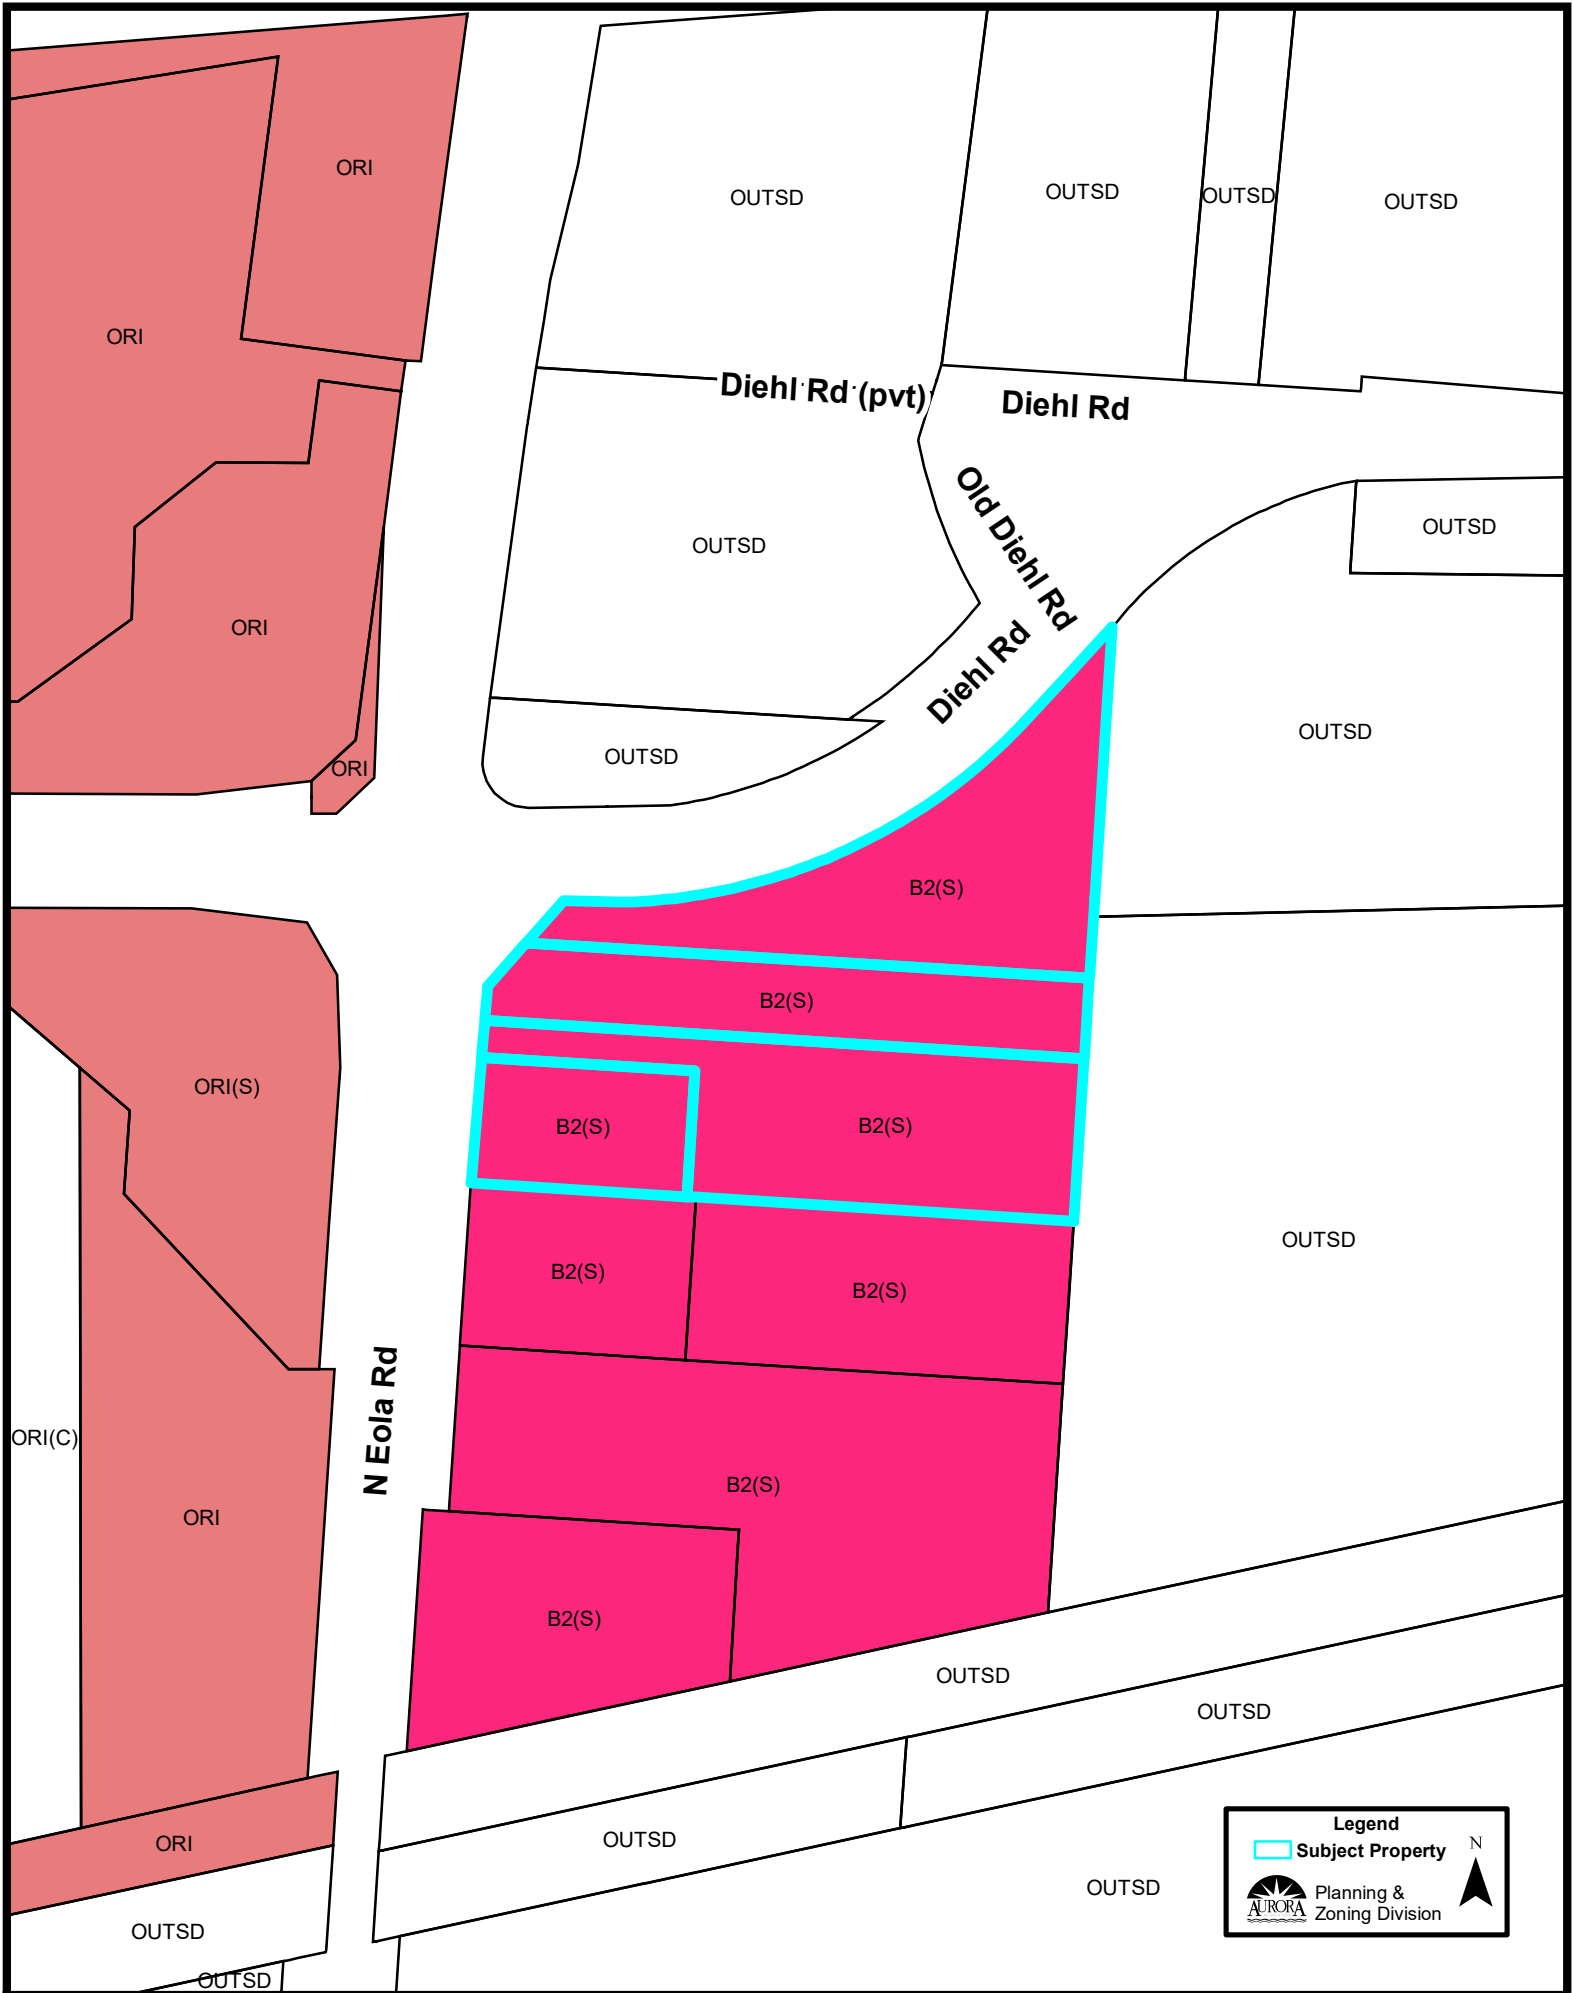 ORI
OUTSD
OUTSD
OUTSD
OUTSD
ORI
Diehl Rd (pvt)
Diehl Rd
Old Diehl Rd
OUTSD
OUTSD
ORI
Diehl Rd
OUTSD
OUTSD
ORI
B2(S)
B2(S)
ORI(S)
B2(S)
B2(S)
OUTSD
B2(S)
B2(S)
N Eola Rd
ORI(C)
B2(S)
ORI
B2(S)
OUTSD
OUTSD
OUTSD
ORI
OUTSD
OUTSD
OUTSD
Legend
Subject Property
N
AURORA
Planning &
Zoning Division